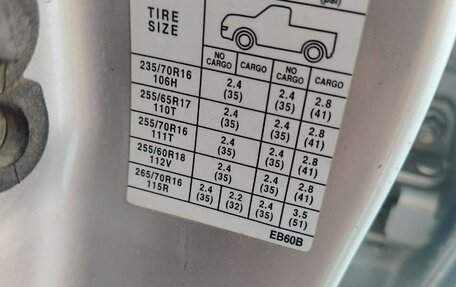 (psi)
TIRE
SIZE
NO CARGO CARGO NO CARGO CARGO
235/70R16 106H 2.4 (35) 2.4 (35) 2.8 (41)
255/65R17 110T 2.4 (35) 2.4 (35) 2.8 (41)
255/70R16 111T 2.4 (35) 2.4 (35) 2.8 (41)
255/60R18 112V 2.4 (35) 2.4 (35) 2.8 (41)
265/70R16 115R 2.4 (35) 2.2 (32) 2.4 (35) 3.5 (51)
EB60B